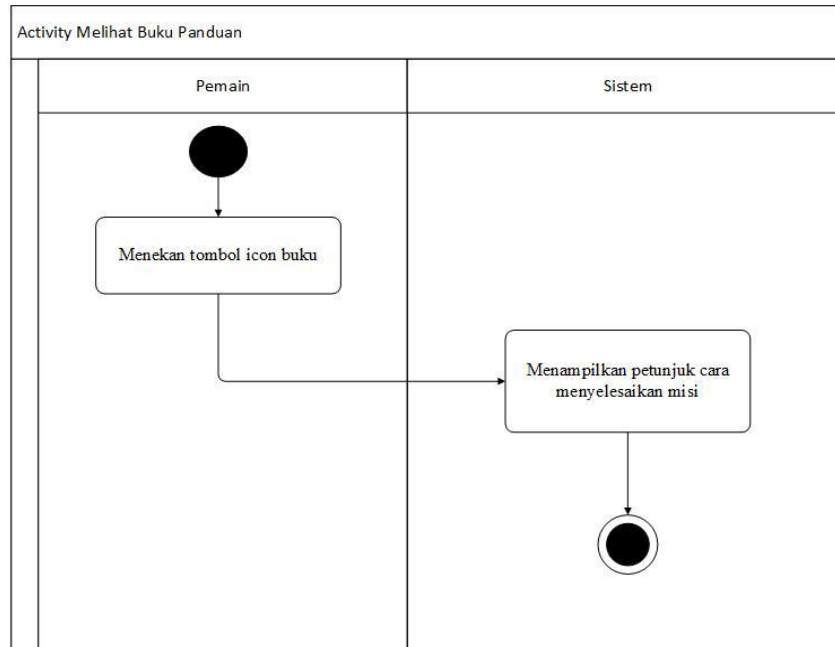 Activity Melihat Buku Panduan
Pemain
Sistem
Menekan tombol icon buku
Menampilkan petunjuk cara
menyelesaikan misi